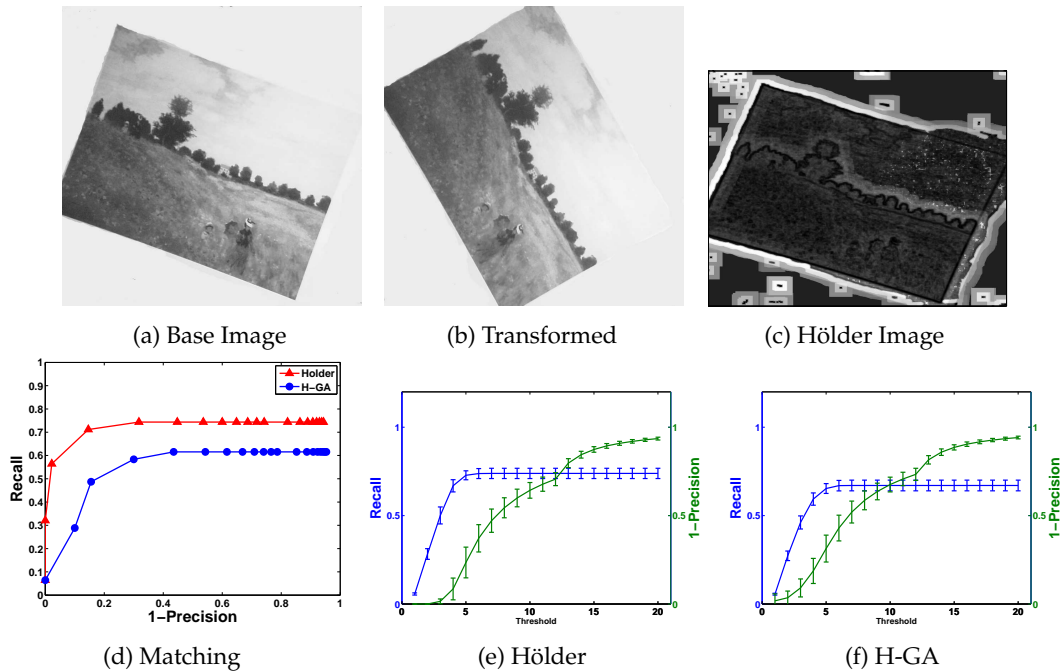 (a) Base Image
(b) Transformed
(c) Hölder Image
1
0.9
0.8
0.7
0.6
0.5
0.4
0.3
0.2
0.1
0
Recall
0 0.2 0.4 0.6 0.8 1
1−Precision
Holder
H−GA
(d) Matching
1
0.5
0
Recall
0 5 10 15 20
Threshold
1
0.5
0
1−Precision
(e) Hölder
1
0.5
0
Recall
0 5 10 15 20
Threshold
1
0.5
0
1−Precision
(f) H-GA